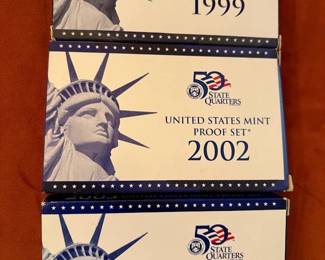 1999
50
STATE
QUARTERS
UNITED STATES MINT
PROOF SET
2002
50
STATE
QUARTERS